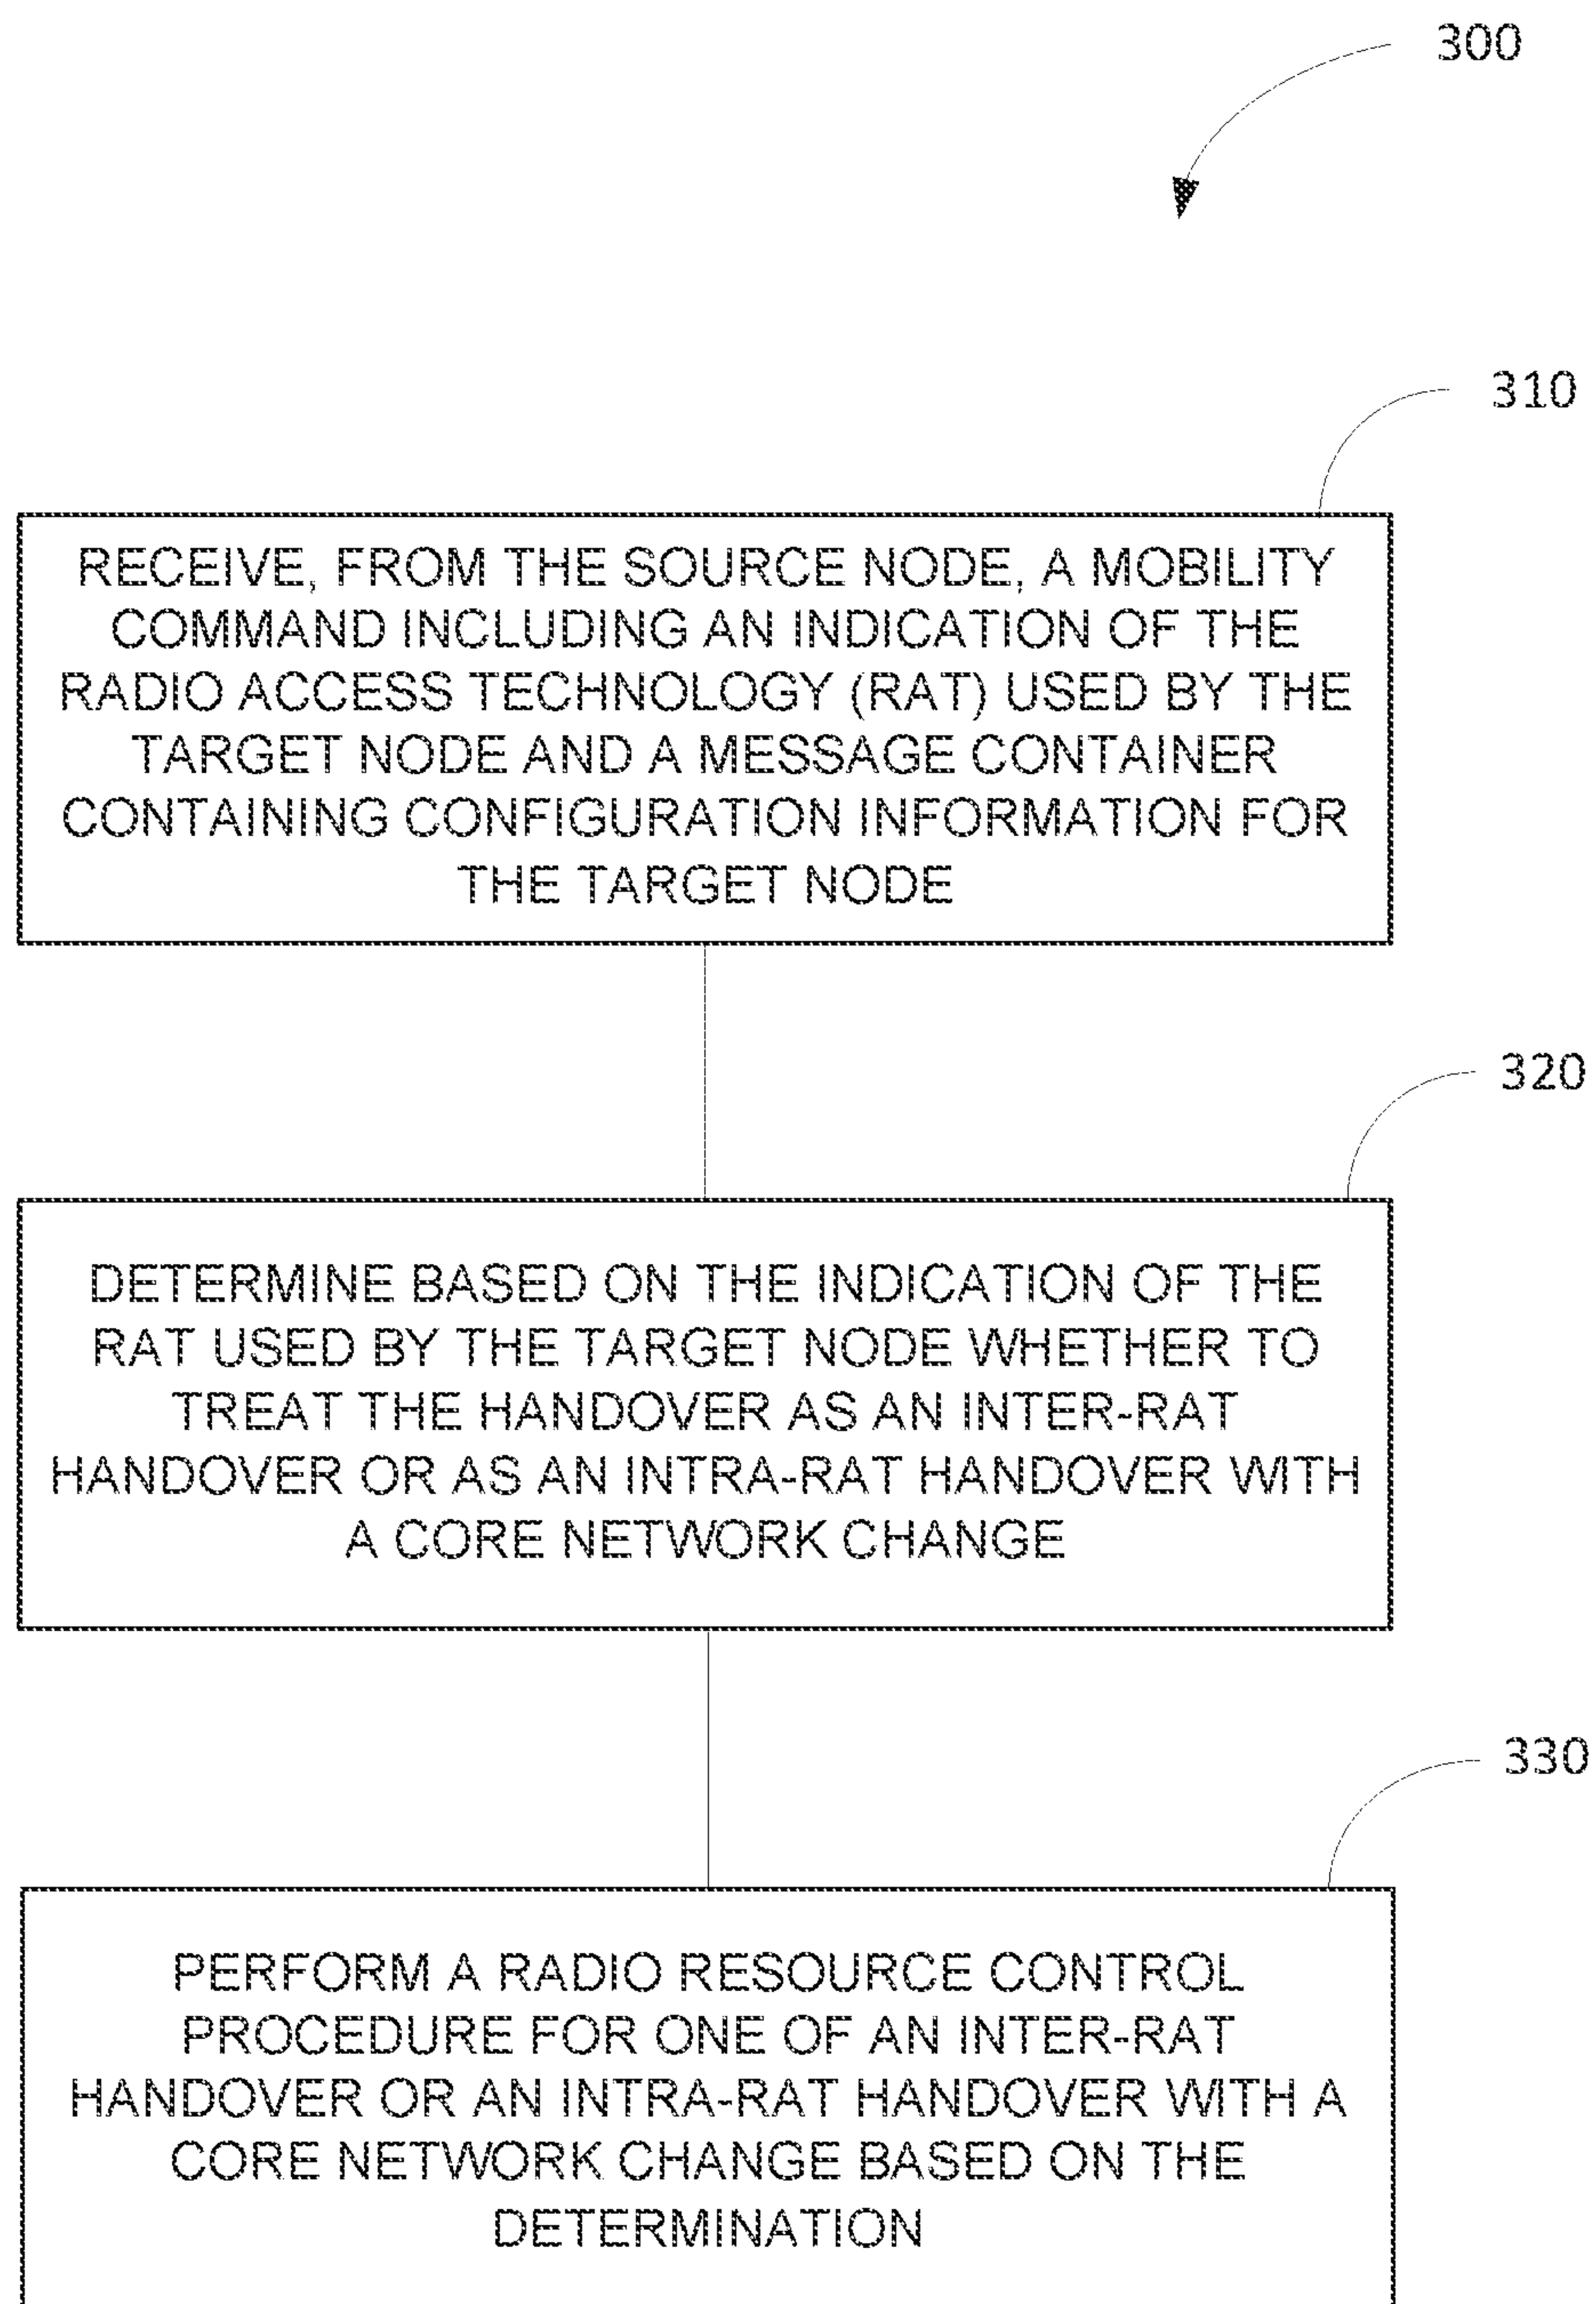 300
310
RECEIVE, FROM THE SOURCE NODE, A MOBILITY
COMMAND INCLUDING AN INDICATION OF THE
RADIO ACCESS TECHNOLOGY (RAT) USED BY THE
TARGET NODE AND A MESSAGE CONTAINER
CONTAINING CONFIGURATION INFORMATION FOR
THE TARGET NODE
320
DETERMINE BASED ON THE INDICATION OF THE
RAT USED BY THE TARGET NODE WHETHER TO
TREAT THE HANDOVER AS AN INTER-RAT
HANDOVER OR AS AN INTRA-RAT HANDOVER WITH
A CORE NETWORK CHANGE
330
PERFORM A RADIO RESOURCE CONTROL
PROCEDURE FOR ONE OF AN INTER-RAT
HANDOVER OR AN INTRA-RAT HANDOVER WITH A
CORE NETWORK CHANGE BASED ON THE
DETERMINATION